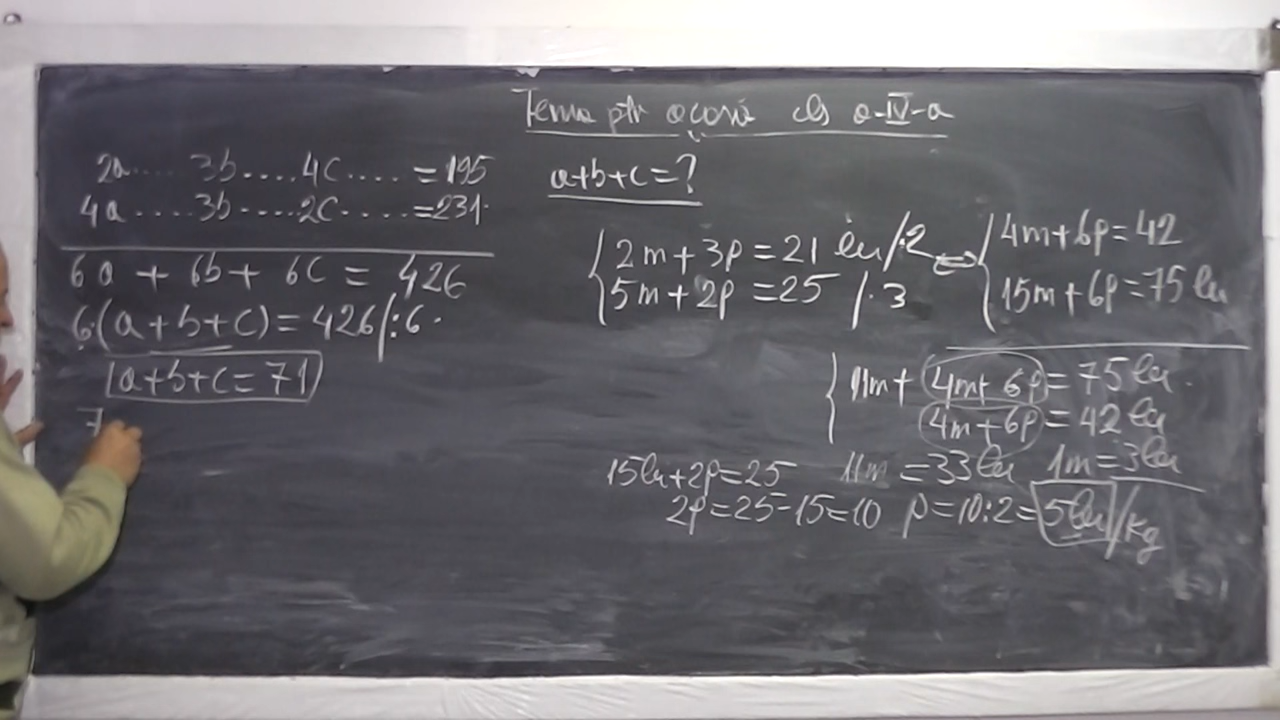 Tema ptr acasă cls a-IV-a
2a.....3b.....4c.....=195
4a.....3b.....2c.....=231.
6a + 6b + 6c = 426
6.(a+b+c)=426/:6.
a+b+c=71
7
a+b+c=?
2m+3p=21 lei/.2 <=> 4m+6p=42
5m+2p=25 /.3 15m+6p=75 lei
11m+4m+6p=75 lei.
4m+6p=42 lei
11m=33 lei 1m=3 lei
15 lei+2p=25
2p=25-15=10 p=10:2=5 lei/kg